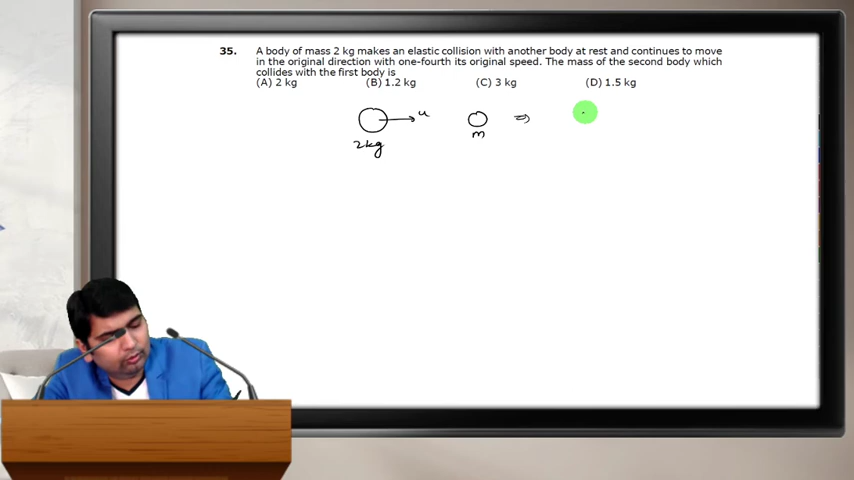 35. A body of mass 2 kg makes an elastic collision with another body at rest and continues to move
in the original direction with one-fourth its original speed. The mass of the second body which
collides with the first body is
(A) 2 kg (B) 1.2 kg (C) 3 kg (D) 1.5 kg
u
⇒
m
2kg